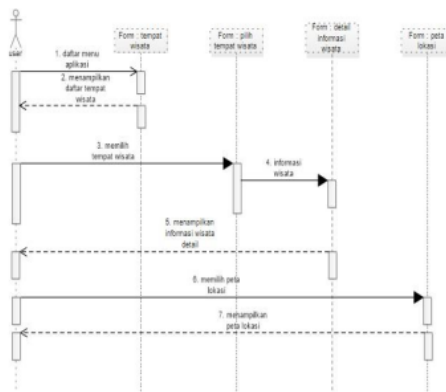 Form : tempat
wisata
Form : pilih
tempat wisata
Form : detail
informasi
wisata
Form : peta
lokasi
user
1. daftar menu
aplikasi
2. menampilkan
daftar tempat
wisata
3. memilih
tempat wisata
4. informasi
wisata
5. menampilkan
informasi wisata
detail
6. memilih peta
lokasi
7. menampilkan
peta lokasi